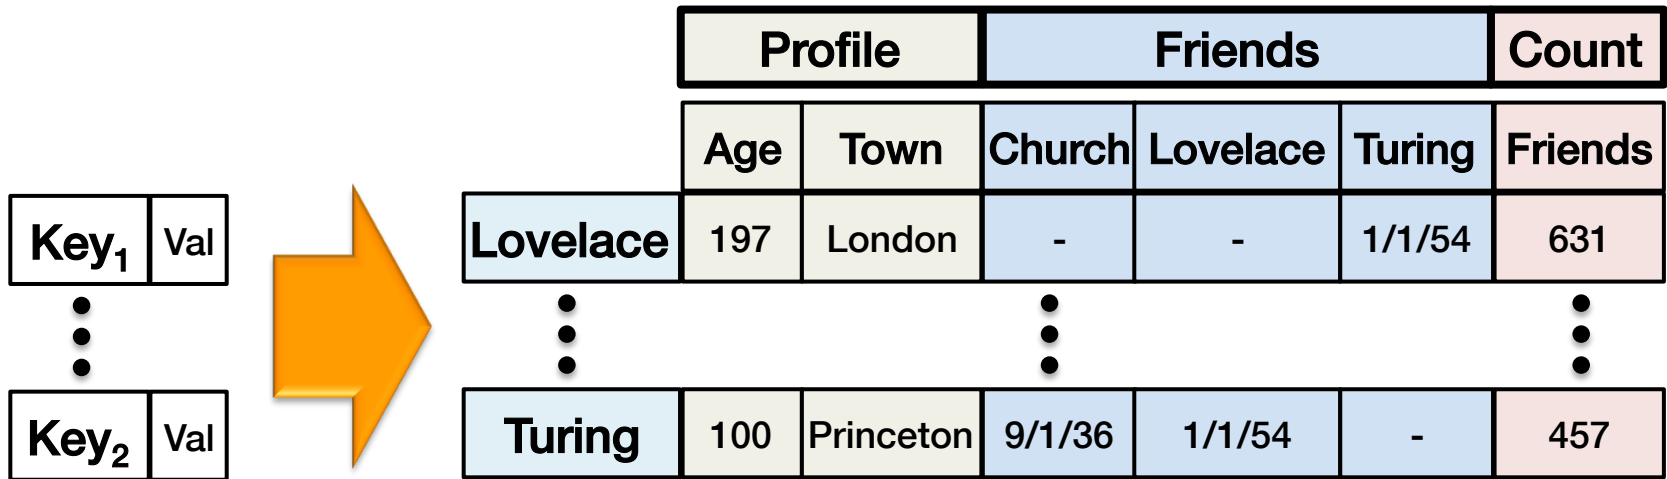 Profile Friends Count
Age Town Church Lovelace Turing Friends
Key₁ Val Lovelace 197 London - - 1/1/54 631
Key₂ Val Turing 100 Princeton 9/1/36 1/1/54 - 457